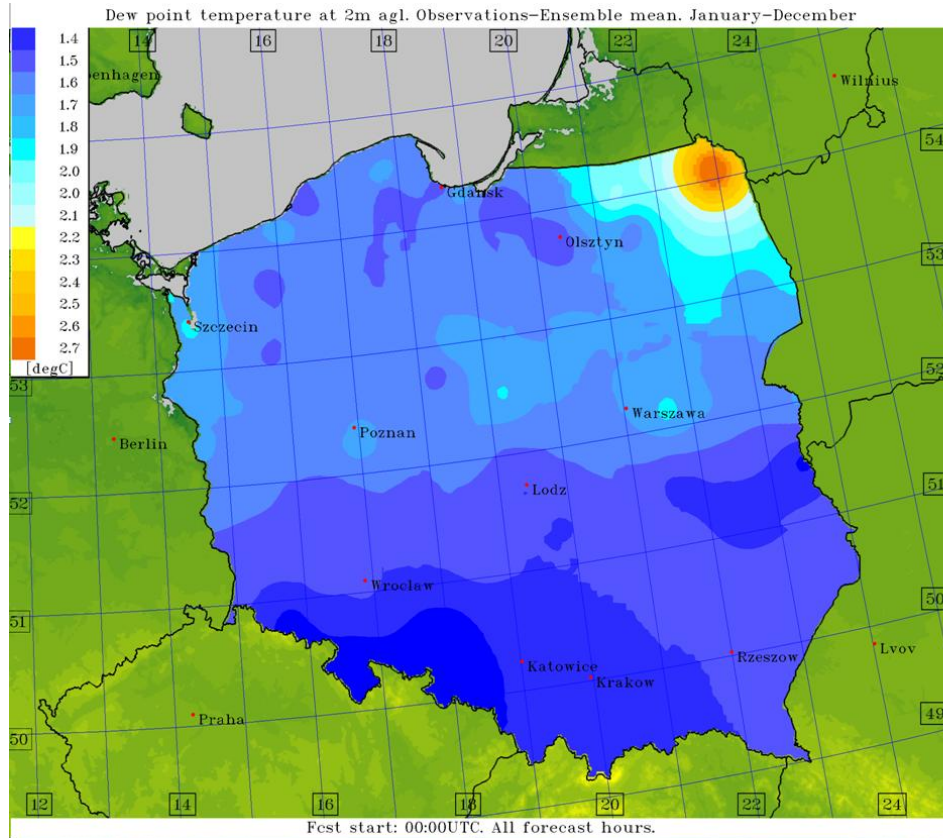 Dew point temperature at 2m agl. Observations-Ensemble mean. January-December
14
16
18
20
22
24
1.4
1.5
1.6
1.7
1.8
1.9
2.0
2.0
2.1
2.2
2.3
2.4
2.5
2.6
2.7
[degC]
penhagen
Wilnius
54
Gdansk
Olsztyn
53
Szczecin
53
52
Warszawa
Poznan
Berlin
51
Lodz
52
Wroclaw
50
51
Lvov
Rzeszow
Katowice
Krakow
49
Praha
50
12
14
16
18
20
22
24
Fcst start: 00:00UTC. All forecast hours.